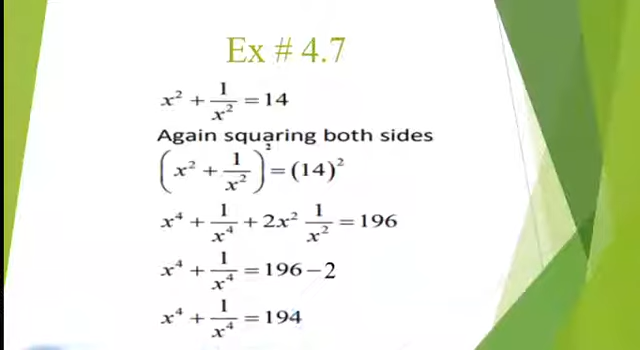 Ex # 4.7
x² + 1/x² = 14
Again squaring both sides
(x² + 1/x²)² = (14)²
x⁴ + 1/x⁴ + 2x² 1/x² = 196
x⁴ + 1/x⁴ = 196 – 2
x⁴ + 1/x⁴ = 194